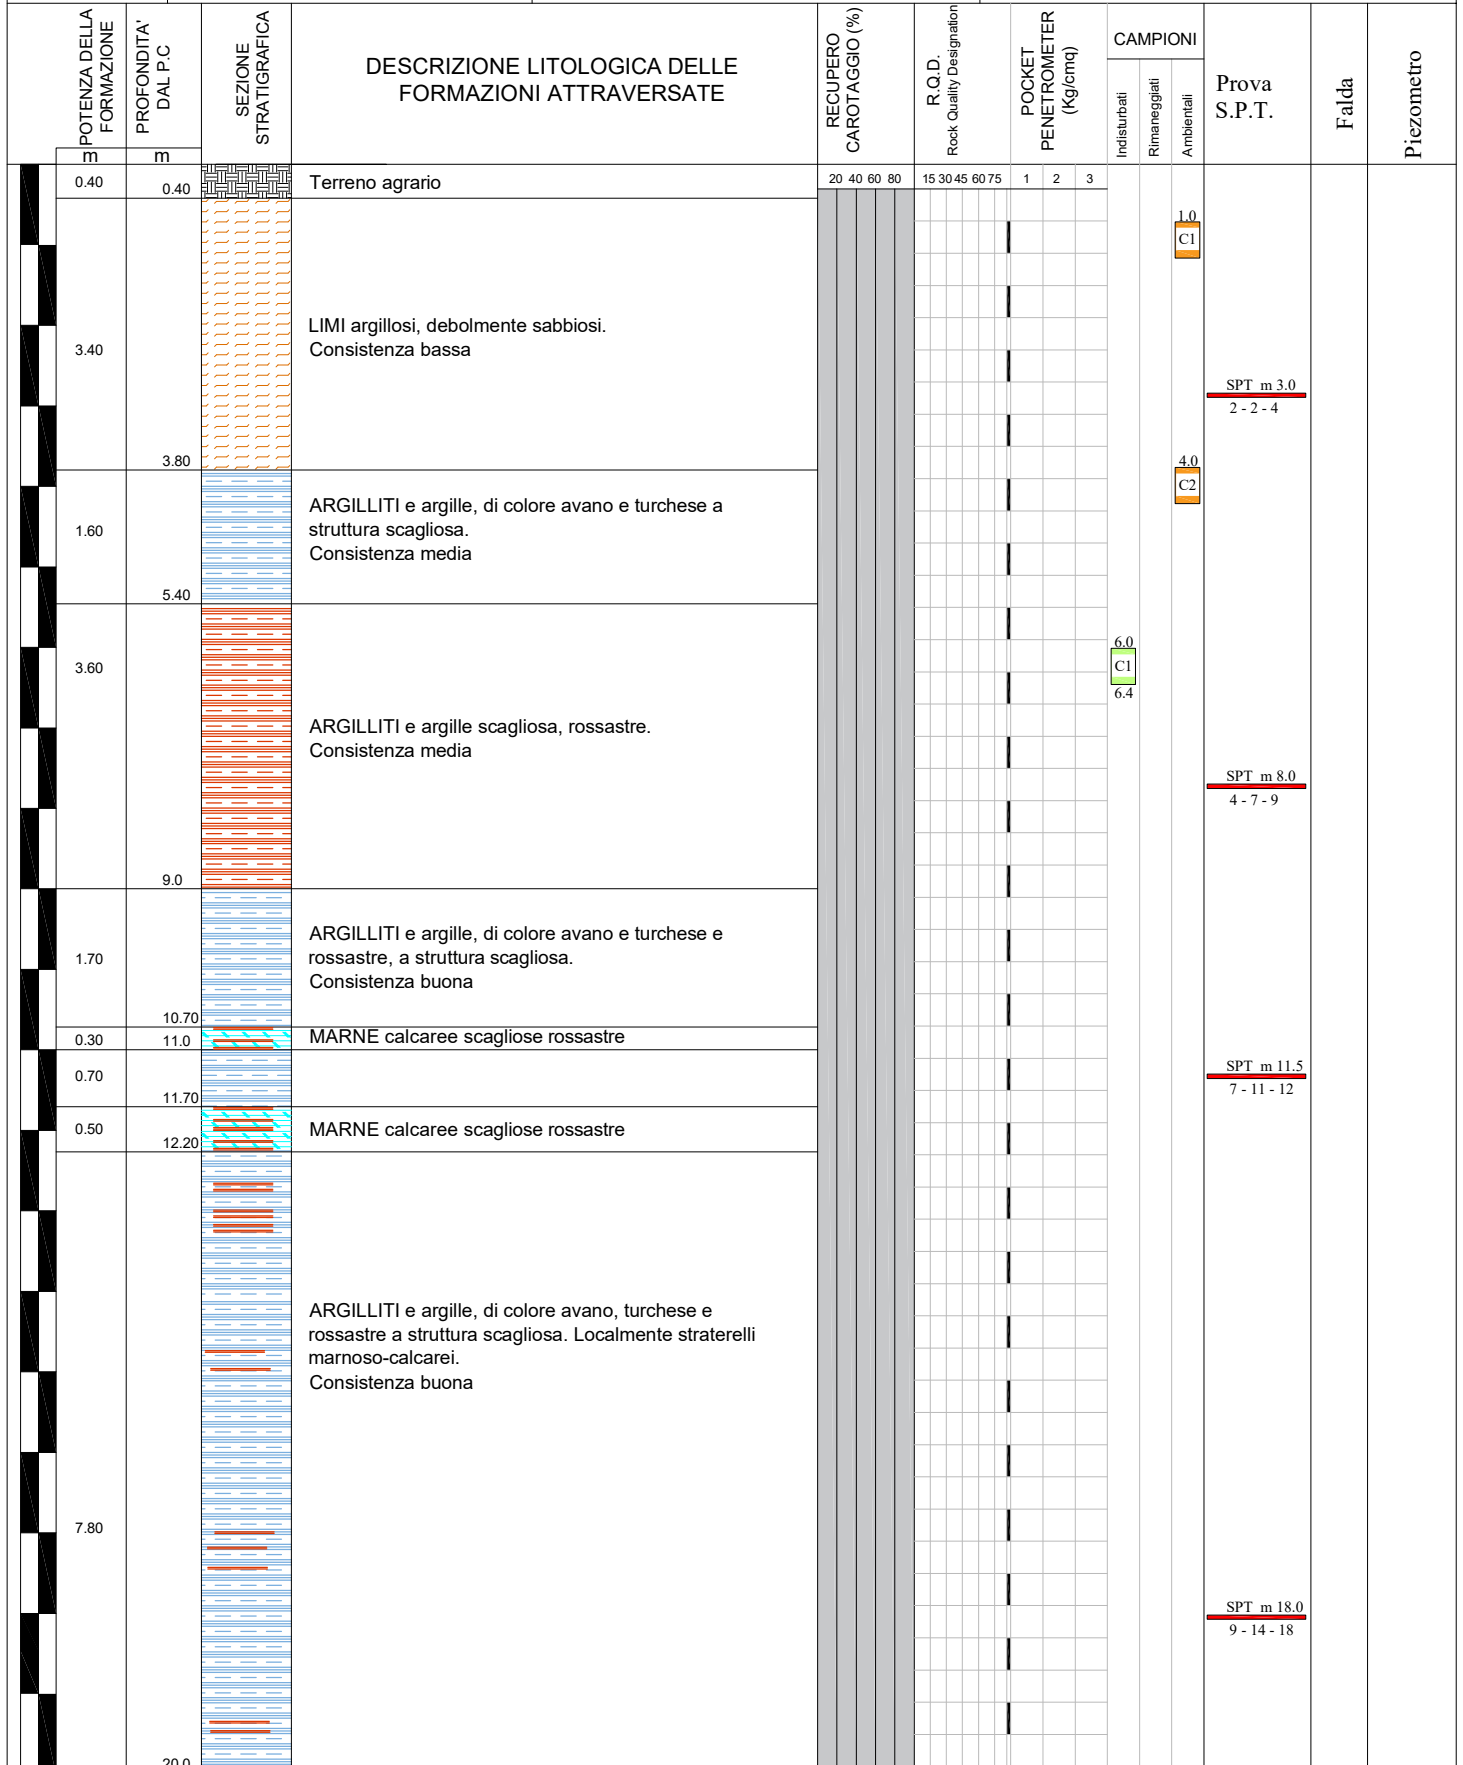 POTENZA DELLA
FORMAZIONE
m
PROFONDITA'
DAL P.C
m
SEZIONE
STRATIGRAFICA
DESCRIZIONE LITOLOGICA DELLE
FORMAZIONI ATTRAVERSATE
RECUPERO
CAROTAGGIO (%)
R.Q.D.
Rock Quality Designation
POCKET
PENETROMETER
(Kg/cmq)
CAMPIONI
Indisturbati
Rimaneggiati
Ambientali
Prova
S.P.T.
Falda
Piezometro
20 40 60 80
15 30 45 60 75
1 2 3
0.40
0.40
Terreno agrario
1.0
C1
3.40
LIMI argillosi, debolmente sabbiosi.
Consistenza bassa
SPT m 3.0
2 - 2 - 4
3.80
4.0
C2
1.60
ARGILLITI e argille, di colore avano e turchese a
struttura scagliosa.
Consistenza media
5.40
6.0
C1
6.4
3.60
ARGILLITI e argille scagliosa, rossastre.
Consistenza media
SPT m 8.0
4 - 7 - 9
9.0
1.70
ARGILLITI e argille, di colore avano e turchese e
rossastre, a struttura scagliosa.
Consistenza buona
10.70
0.30
11.0
MARNE calcaree scagliose rossastre
0.70
11.70
SPT m 11.5
7 - 11 - 12
0.50
12.20
MARNE calcaree scagliose rossastre
ARGILLITI e argille, di colore avano, turchese e
rossastre a struttura scagliosa. Localmente straterelli
marnoso-calcarei.
Consistenza buona
7.80
SPT m 18.0
9 - 14 - 18
20.0